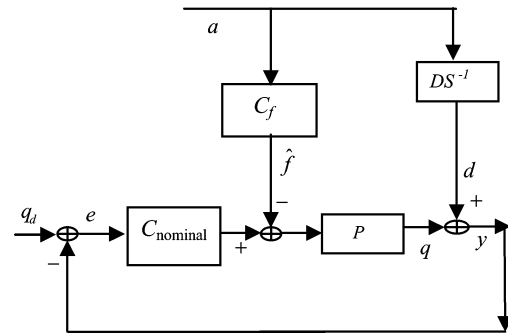 a
DS⁻¹
C_f
f̂
d
−
+
q_d
e
C_nominal
+
P
q
y
−